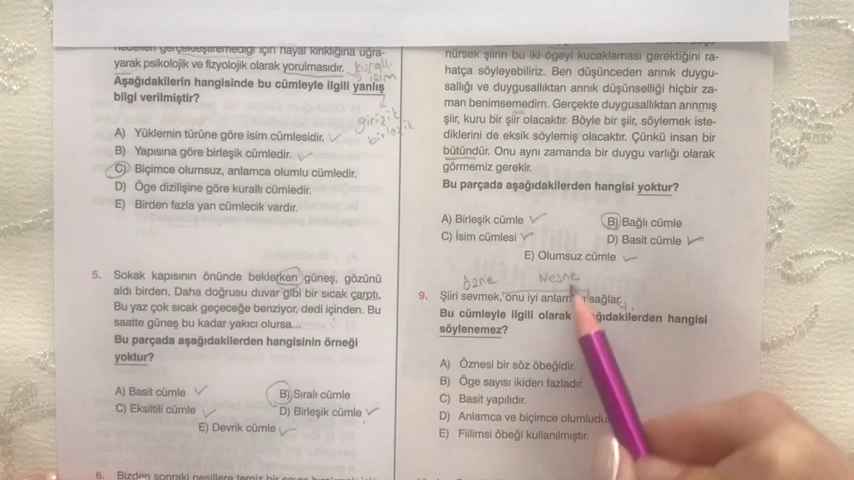 nedenleri gerçekleştiremediği için hayal kırıklığına uğra-
yarak psikolojik ve fizyolojik olarak yorulmasıdır.
kurallı
isim
Aşağıdakilerin hangisinde bu cümleyle ilgili yanlış
bilgi verilmiştir?
girişik
birleşik
A) Yüklemin türüne göre isim cümlesidir.
B) Yapısına göre birleşik cümledir.
C) Biçimce olumsuz, anlamca olumlu cümledir.
D) Öge dizilişine göre kurallı cümledir.
E) Birden fazla yan cümlecik vardır.
5. Sokak kapısının önünde beklerken güneş, gözünü
aldı birden. Daha doğrusu duvar gibi bir sıcak çarptı.
Bu yaz çok sıcak geçeceğe benziyor, dedi içinden. Bu
saatte güneş bu kadar yakıcı olursa...
Bu parçada aşağıdakilerden hangisinin örneği
yoktur?
A) Basit cümle
B) Sıralı cümle
C) Eksiltili cümle
D) Birleşik cümle
E) Devrik cümle
6. Bizden sonraki nesillere temiz bir
nürsek şiirin bu iki ögeyi kucaklaması gerektiğini ra-
hatça söyleyebiliriz. Ben düşünceden arınık duygu-
sallığı ve duygusallıktan arınık düşünselliği hiçbir za-
man benimsemedim. Gerçekte duygusallıktan arınmış
şiir, kuru bir şiir olacaktır. Böyle bir şiir, söylemek iste-
diklerini de eksik söylemiş olacaktır. Çünkü insan bir
bütündür. Onu aynı zamanda bir duygu varlığı olarak
görmemiz gerekir.
Bu parçada aşağıdakilerden hangisi yoktur?
A) Birleşik cümle
B) Bağlı cümle
C) İsim cümlesi
D) Basit cümle
E) Olumsuz cümle
özne Nesne
9. Şiiri sevmek, onu iyi sağlar.
Bu cümleyle ilgili olarak hangisi
söylenemez?
A) Öznesi bir söz öbeğidir.
B) Öge sayısı ikiden fazladır.
C) Basit yapılıdır.
D) Anlamca ve biçimce
E) Fiilimsi öbeği kullanılmıştır.